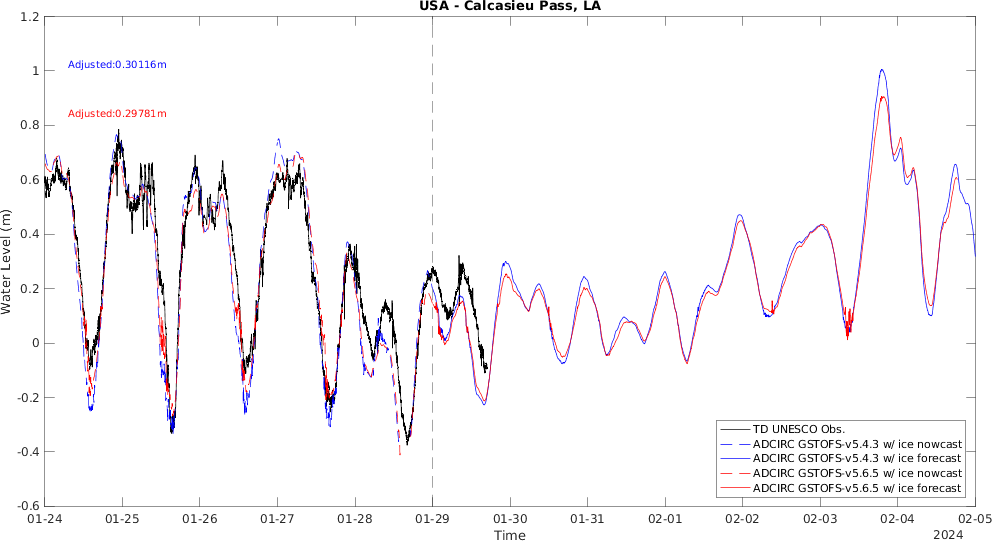 USA - Calcasieu Pass, LA
1.2
1
0.8
0.6
0.4
0.2
0
-0.2
-0.4
-0.6
Water Level (m)
Adjusted:0.30116m
Adjusted:0.29781m
TD UNESCO Obs.
ADCIRC GSTOFS-v5.4.3 w/ ice nowcast
ADCIRC GSTOFS-v5.4.3 w/ ice forecast
ADCIRC GSTOFS-v5.6.5 w/ ice nowcast
ADCIRC GSTOFS-v5.6.5 w/ ice forecast
01-24 01-25 01-26 01-27 01-28 01-29 01-30 01-31 02-01 02-02 02-03 02-04 02-05
Time
2024